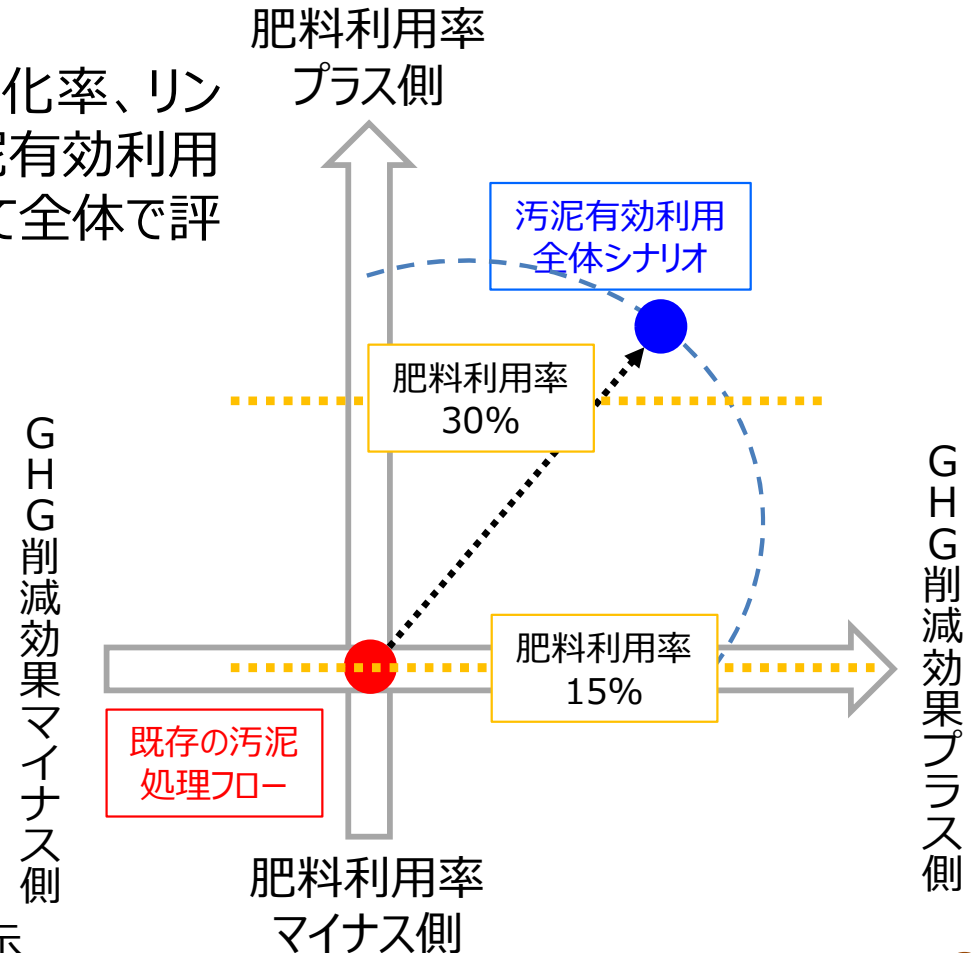 肥料利用率
プラス側
化率、リン
泥有効利用
て全体で評
汚泥有効利用
全体シナリオ
肥料利用率
30%
GHG削減効果マイナス側
GHG削減効果プラス側
肥料利用率
15%
既存の汚泥
処理フロー
肥料利用率
マイナス側
示